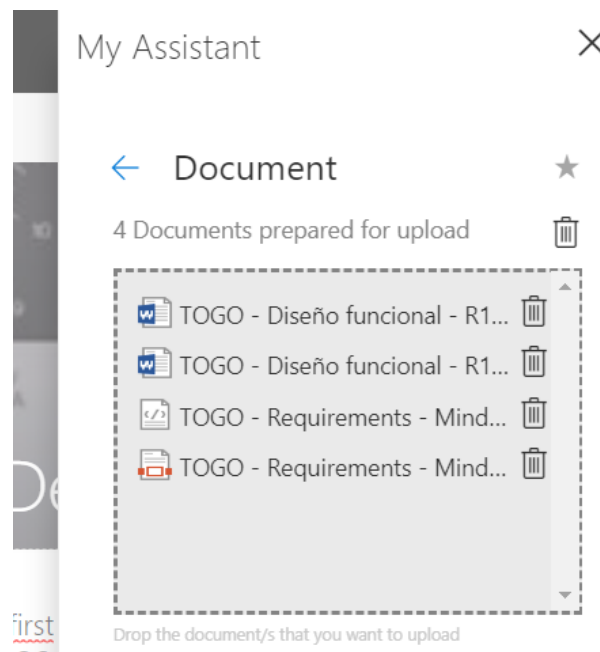 My Assistant
Document
4 Documents prepared for upload
TOGO - Diseño funcional - R1...
TOGO - Diseño funcional - R1...
TOGO - Requirements - Mind...
TOGO - Requirements - Mind...
Drop the document/s that you want to upload
De
first